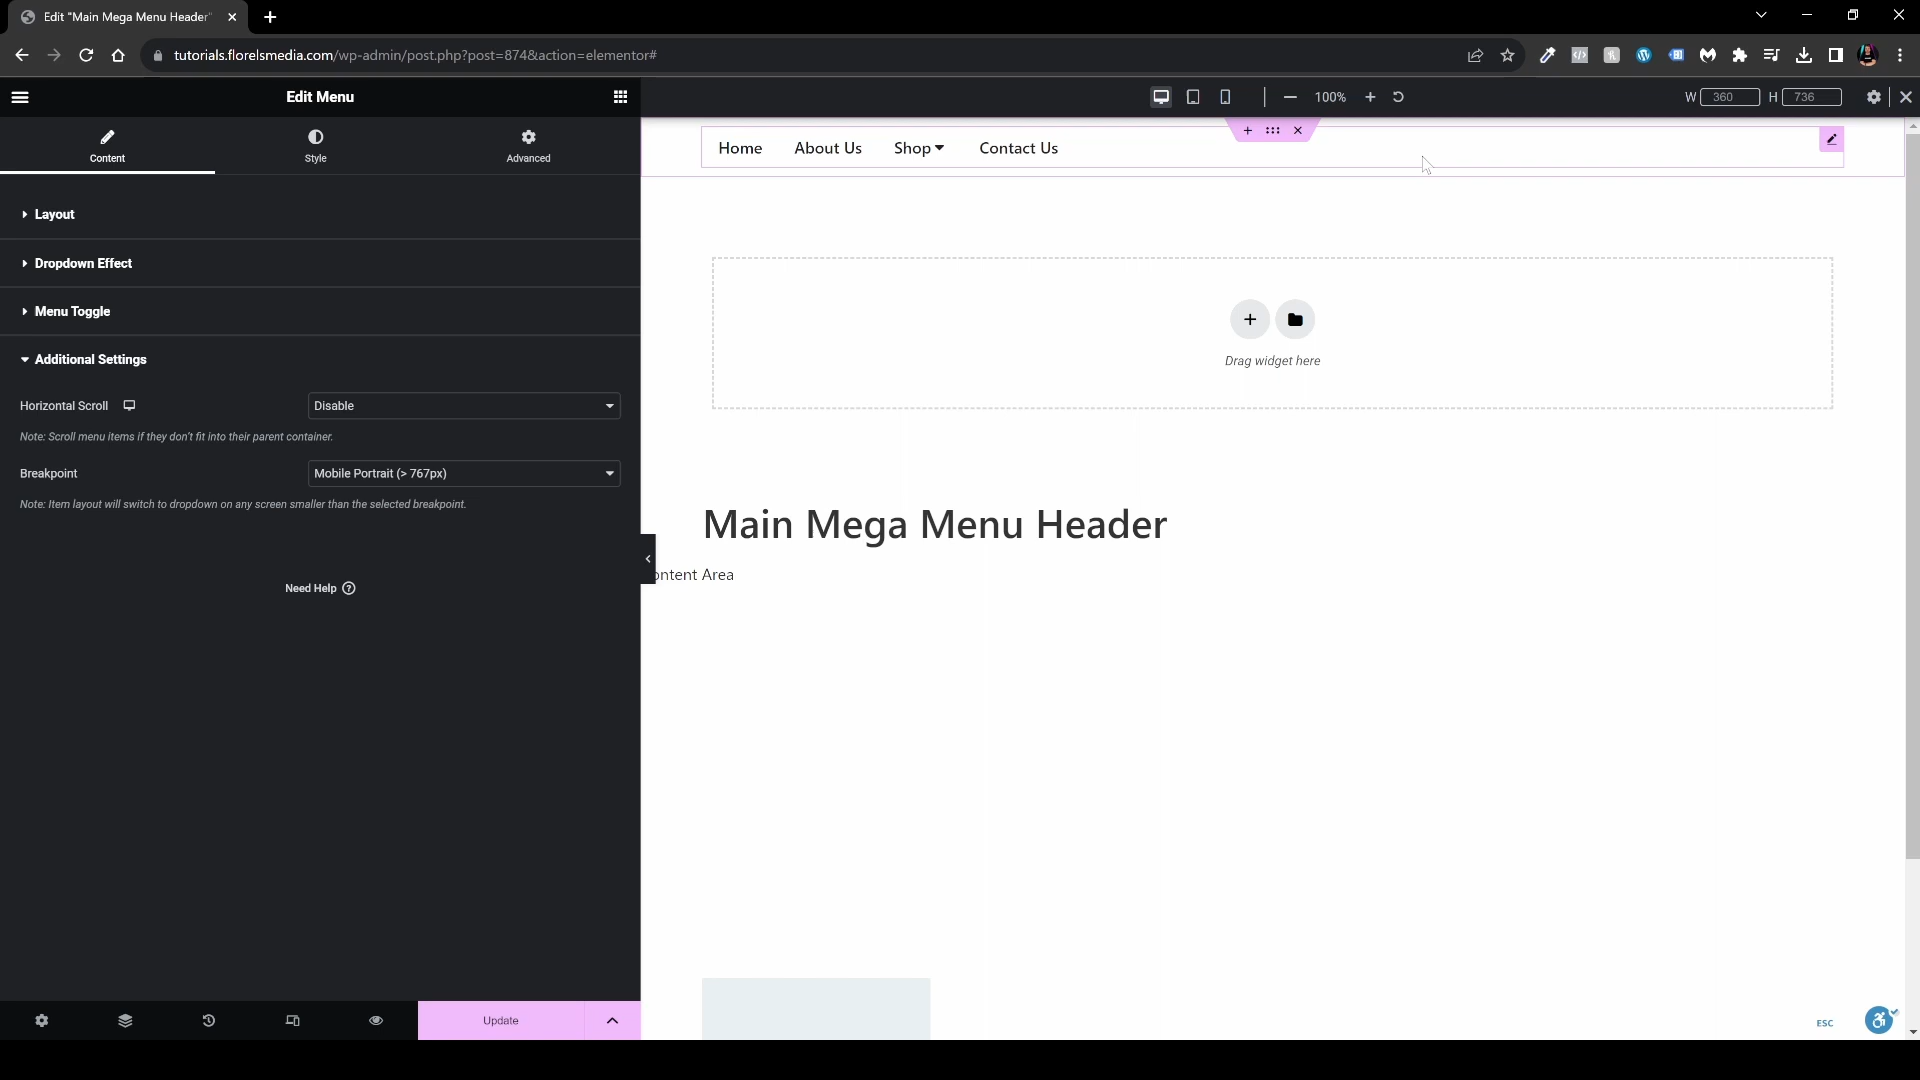 Edit "Main Mega Menu Header"
tutorials.florelsmedia.com/wp-admin/post.php?post=874&action=elementor#
Edit Menu
100%
W 360 H 736
Content
Style
Advanced
Home
About Us
Shop
Contact Us
Layout
Dropdown Effect
Menu Toggle
Additional Settings
Horizontal Scroll
Disable
Note: Scroll menu items if they don't fit into their parent container.
Breakpoint
Mobile Portrait (> 767px)
Note: Item layout will switch to dropdown on any screen smaller than the selected breakpoint.
Need Help
Drag widget here
Main Mega Menu Header
ontent Area
Update
ESC